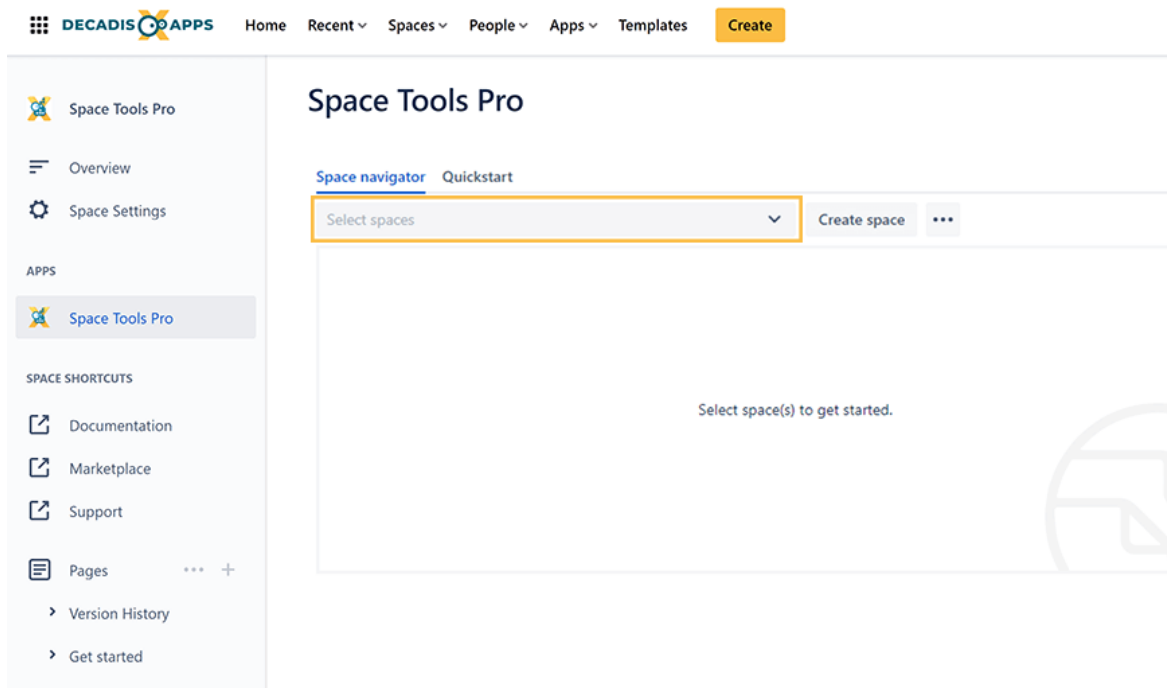 DECADIS APPS Home Recent Spaces People Apps Templates Create
Space Tools Pro
Overview
Space Settings
APPS
Space Tools Pro
SPACE SHORTCUTS
Documentation
Marketplace
Support
Pages
Version History
Get started
Space Tools Pro
Space navigator Quickstart
Select spaces Create space
Select space(s) to get started.